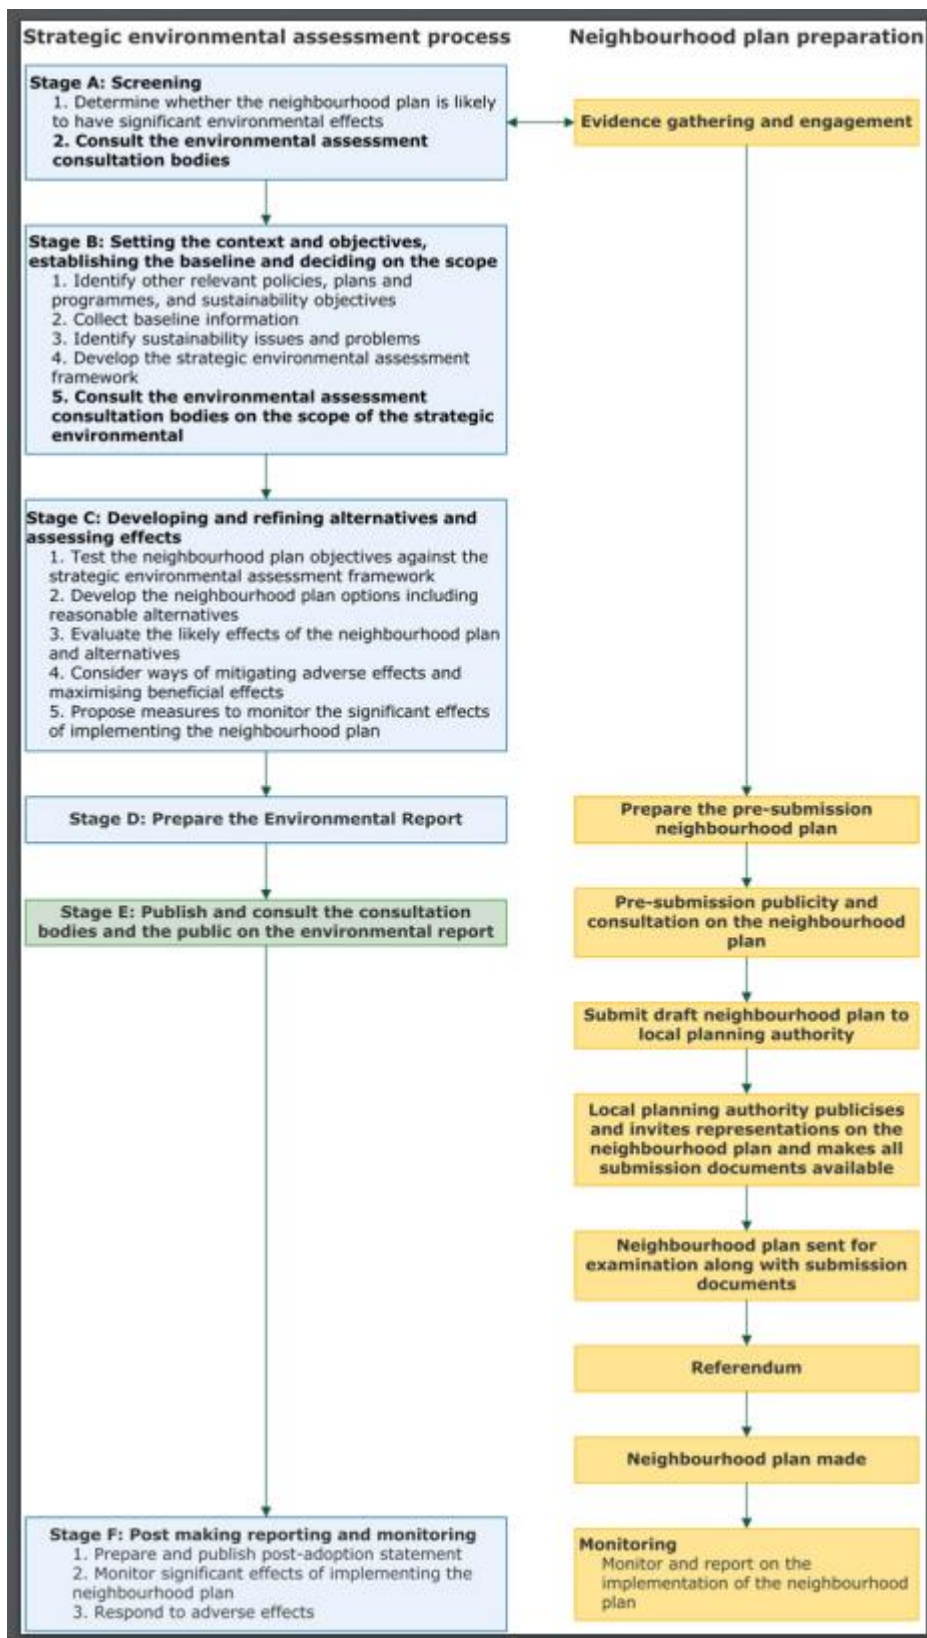 Strategic environmental assessment process
Neighbourhood plan preparation
Stage A: Screening
1. Determine whether the neighbourhood plan is likely
to have significant environmental effects
2. Consult the environmental assessment
consultation bodies
Evidence gathering and engagement
Stage B: Setting the context and objectives,
establishing the baseline and deciding on the scope
1. Identify other relevant policies, plans and
programmes, and sustainability objectives
2. Collect baseline information
3. Identify sustainability issues and problems
4. Develop the strategic environmental assessment
framework
5. Consult the environmental assessment
consultation bodies on the scope of the strategic
environmental
Stage C: Developing and refining alternatives and
assessing effects
1. Test the neighbourhood plan objectives against the
strategic environmental assessment framework
2. Develop the neighbourhood plan options including
reasonable alternatives
3. Evaluate the likely effects of the neighbourhood plan
and alternatives
4. Consider ways of mitigating adverse effects and
maximising beneficial effects
5. Propose measures to monitor the significant effects
of implementing the neighbourhood plan
Stage D: Prepare the Environmental Report
Prepare the pre-submission
neighbourhood plan
Stage E: Publish and consult the consultation
bodies and the public on the environmental report
Pre-submission publicity and
consultation on the neighbourhood
plan
Submit draft neighbourhood plan to
local planning authority
Local planning authority publicises
and invites representations on the
neighbourhood plan and makes all
submission documents available
Neighbourhood plan sent for
examination along with submission
documents
Referendum
Neighbourhood plan made
Stage F: Post making reporting and monitoring
1. Prepare and publish post-adoption statement
2. Monitor significant effects of implementing the
neighbourhood plan
3. Respond to adverse effects
Monitoring
Monitor and report on the
implementation of the neighbourhood
plan